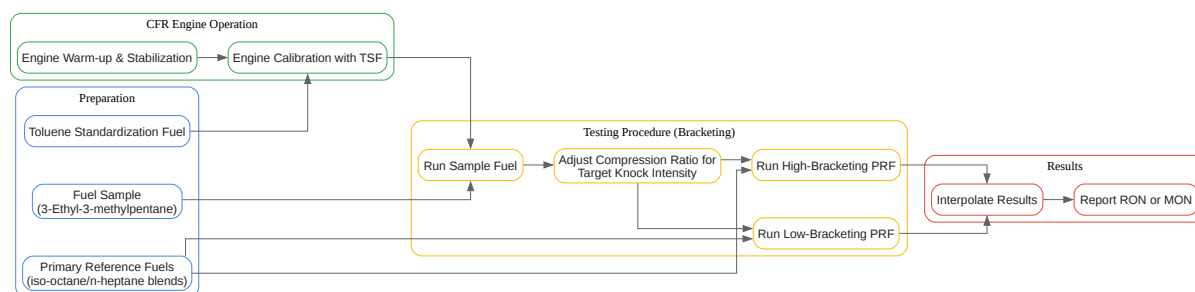 CFR Engine Operation
Engine Warm-up & Stabilization
Engine Calibration with TSF
Preparation
Toluene Standardization Fuel
Fuel Sample
(3-Ethyl-3-methylpentane)
Primary Reference Fuels
(iso-octane/n-heptane blends)
Testing Procedure (Bracketing)
Run Sample Fuel
Adjust Compression Ratio for
Target Knock Intensity
Run High-Bracketing PRF
Run Low-Bracketing PRF
Results
Interpolate Results
Report RON or MON